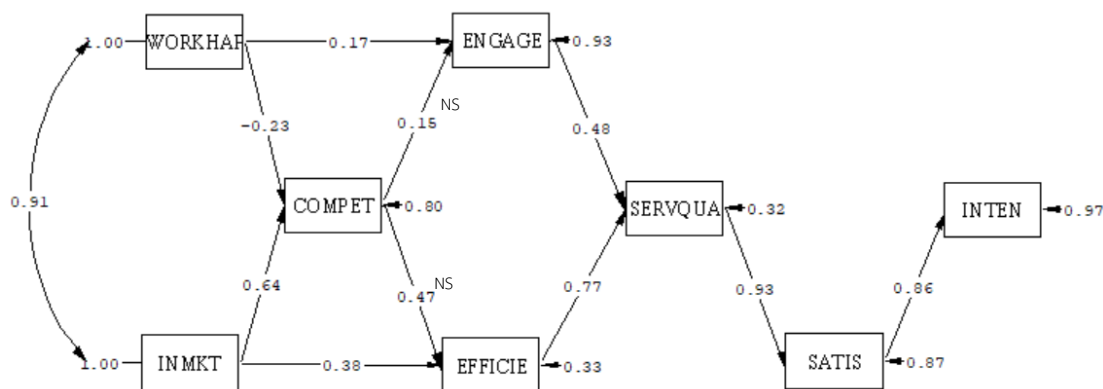 1.00 WORKHAP 0.17 ENGAGE 0.93
NS
-0.23 0.15 0.48
0.91 COMPET 0.80 SERVQUA 0.32 INTEN 0.97
0.64 0.47 NS 0.77 0.93 0.86
1.00 INMKT 0.38 EFFICIE 0.33 SATIS 0.87